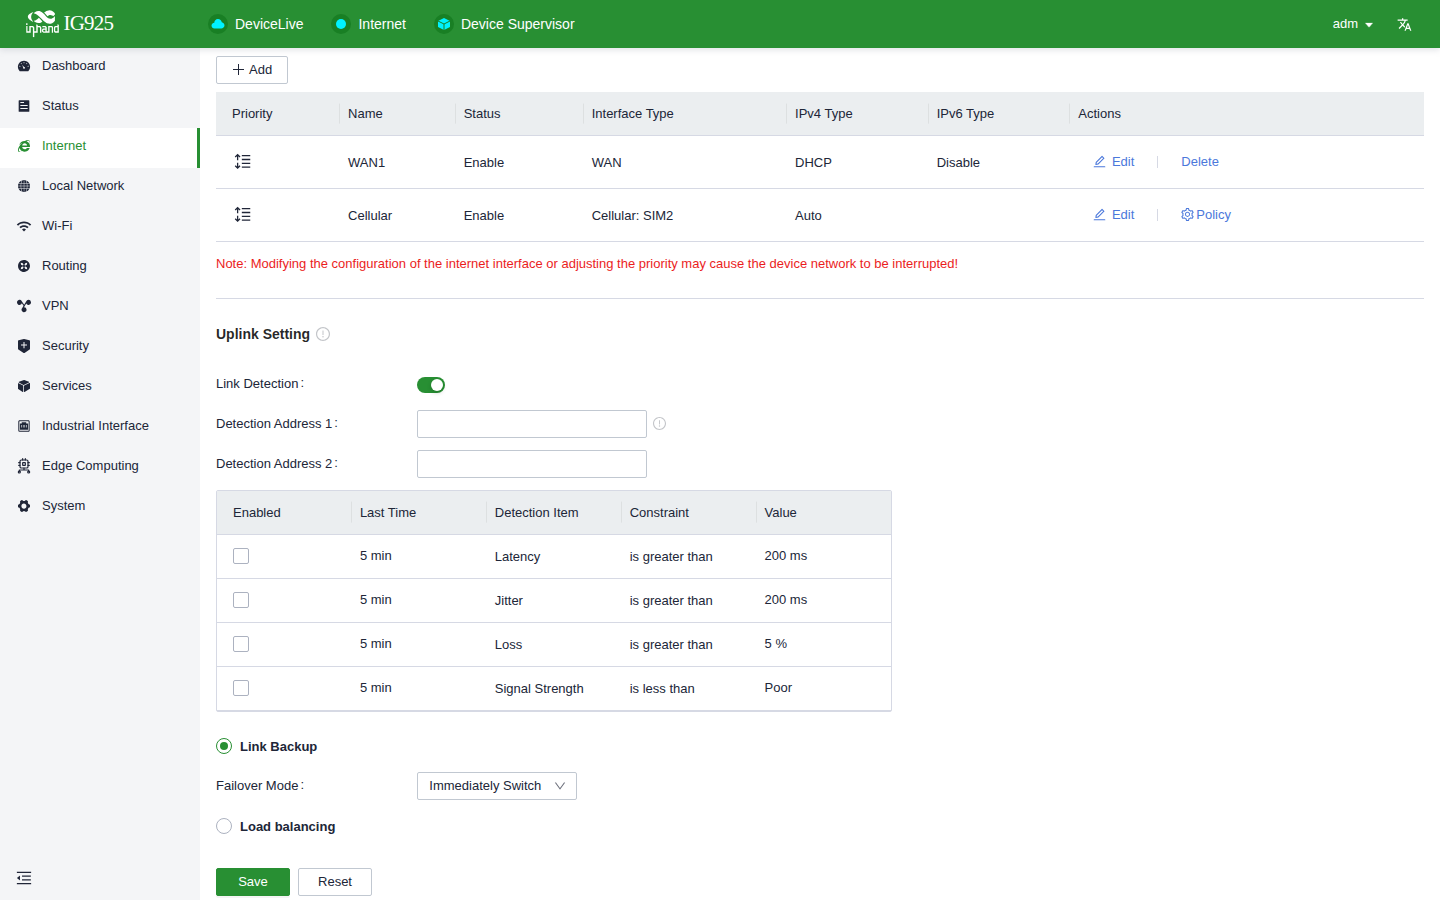 inhand IG925 DeviceLive Internet Device Supervisor adm
Dashboard
Status
Internet
Local Network
Wi-Fi
Routing
VPN
Security
Services
Industrial Interface
Edge Computing
System
Add
Priority Name Status Interface Type IPv4 Type IPv6 Type Actions
WAN1 Enable WAN DHCP Disable Edit Delete
Cellular Enable Cellular: SIM2 Auto Edit Policy
Note: Modifying the configuration of the internet interface or adjusting the priority may cause the device network to be interrupted!
Uplink Setting
Link Detection:
Detection Address 1:
Detection Address 2:
Enabled Last Time Detection Item Constraint Value
5 min Latency is greater than 200 ms
5 min Jitter is greater than 200 ms
5 min Loss is greater than 5 %
5 min Signal Strength is less than Poor
Link Backup
Failover Mode: Immediately Switch
Load balancing
Save Reset